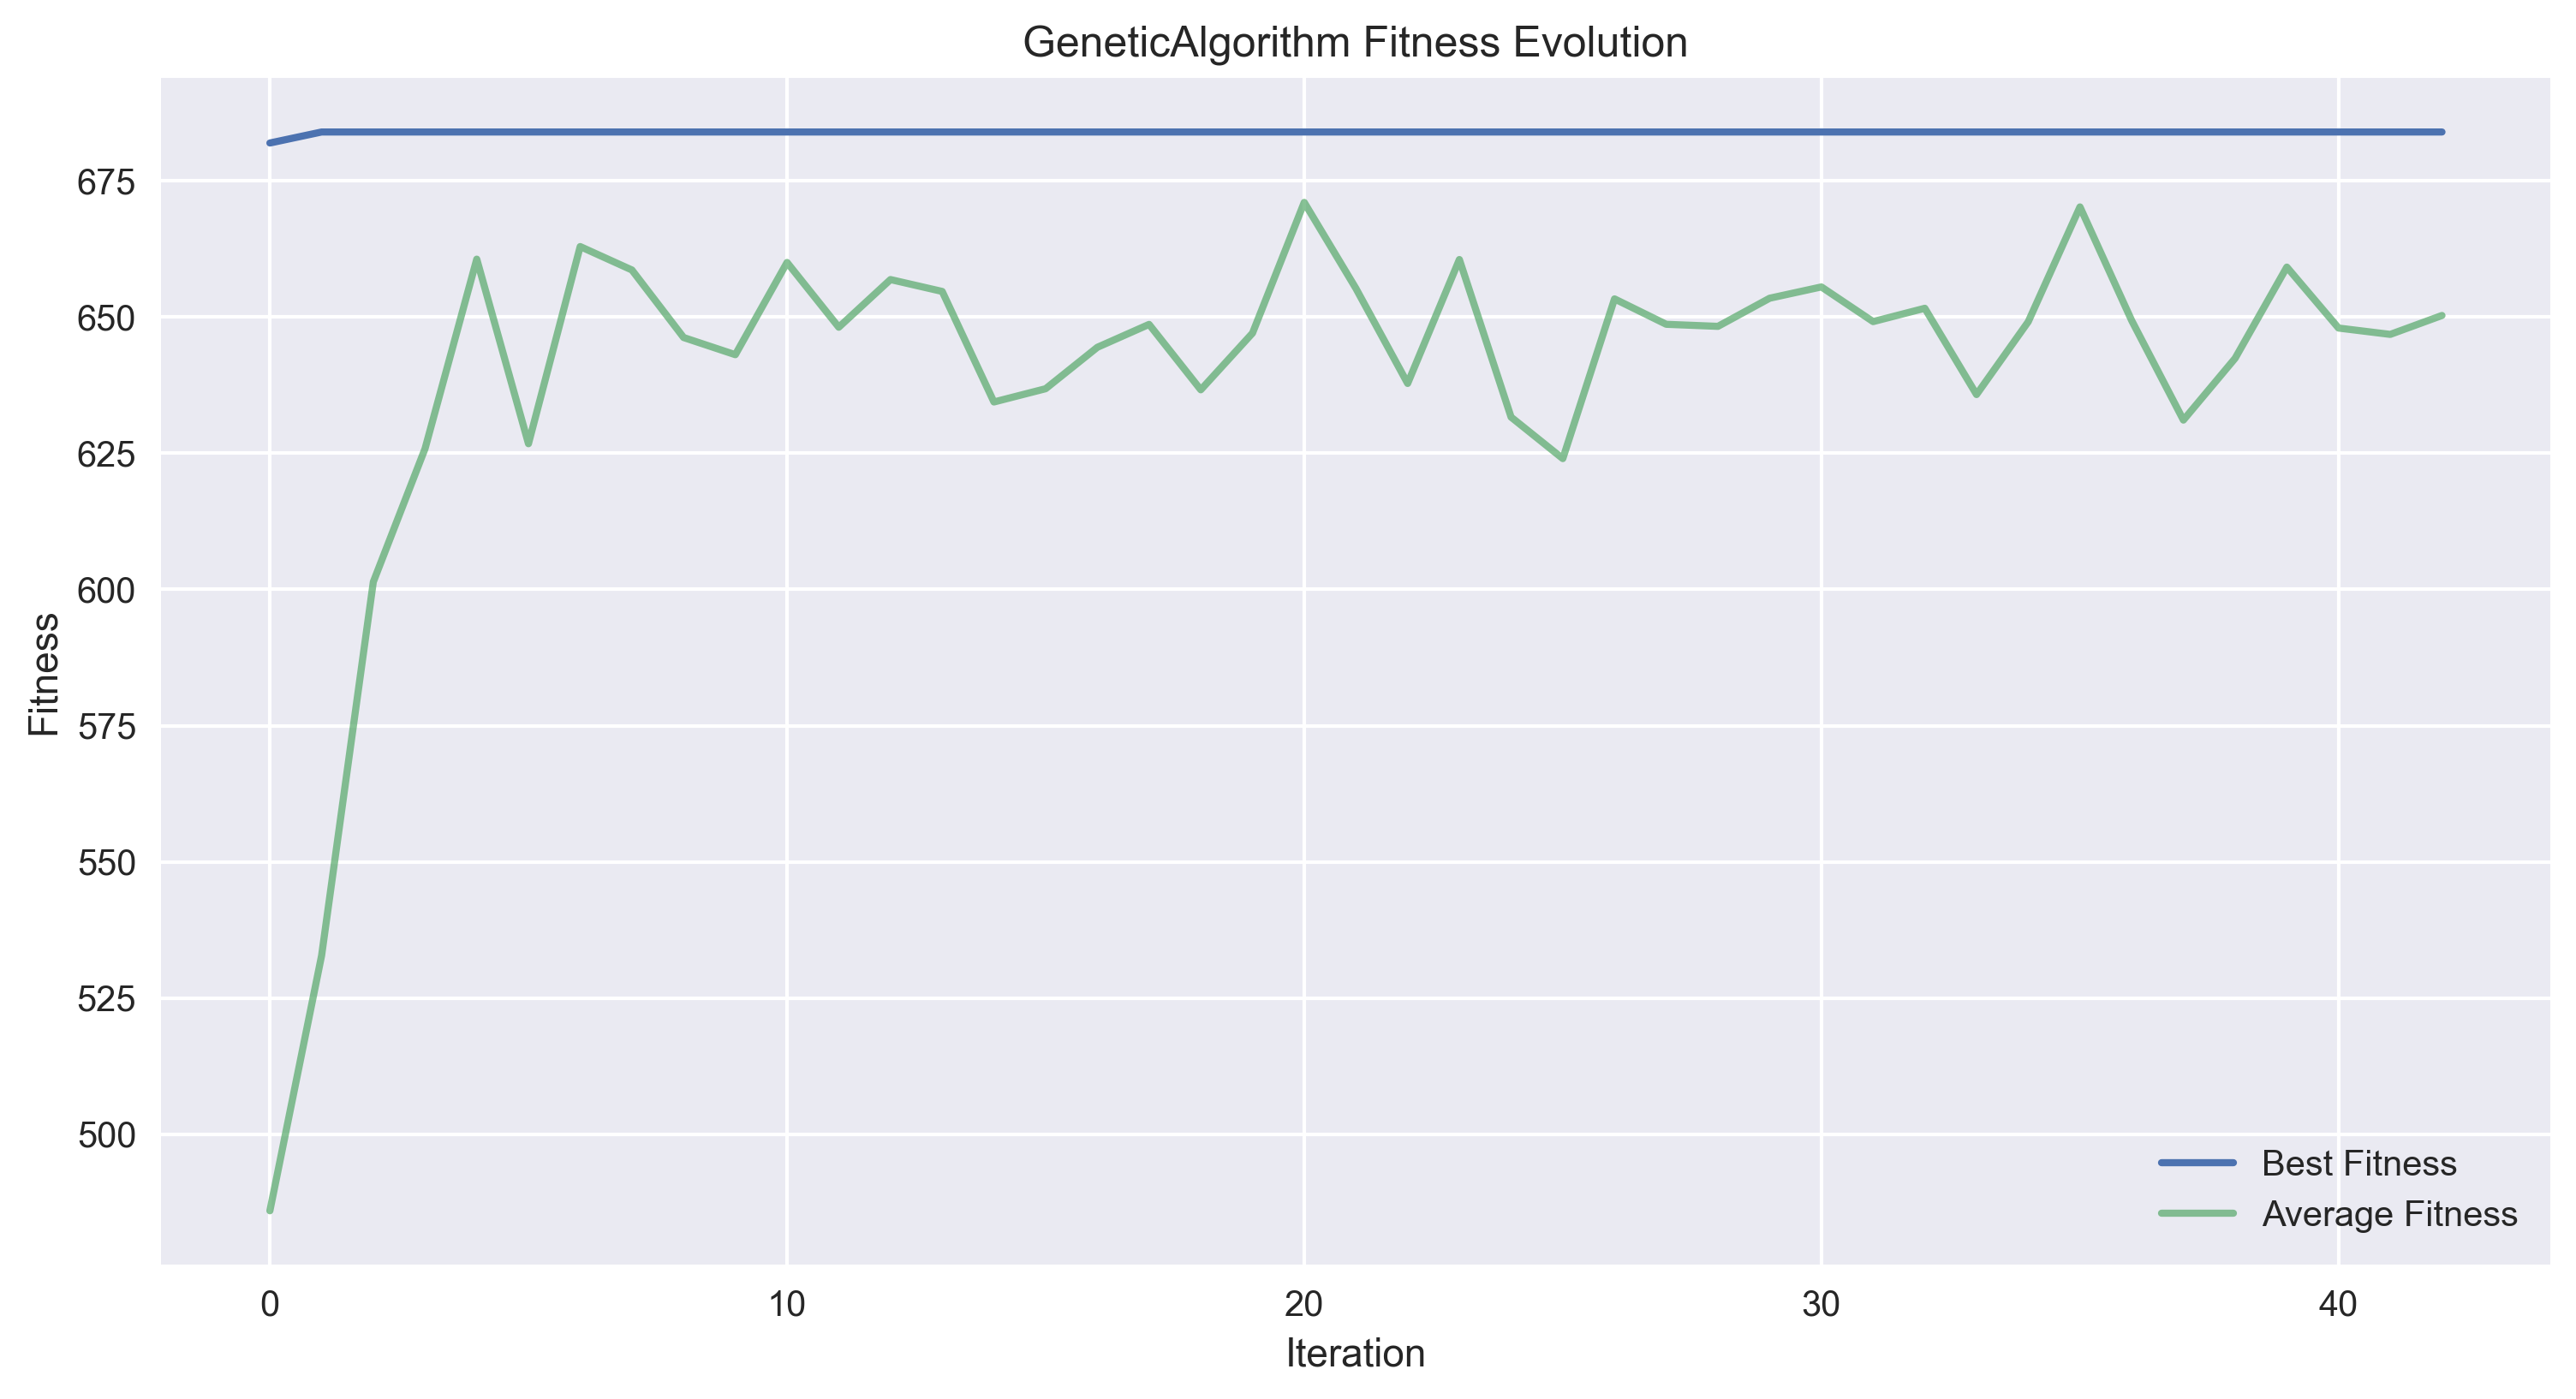 GeneticAlgorithm Fitness Evolution
Fitness
675
650
625
600
575
550
525
500
0 10 20 30 40
Iteration
Best Fitness
Average Fitness